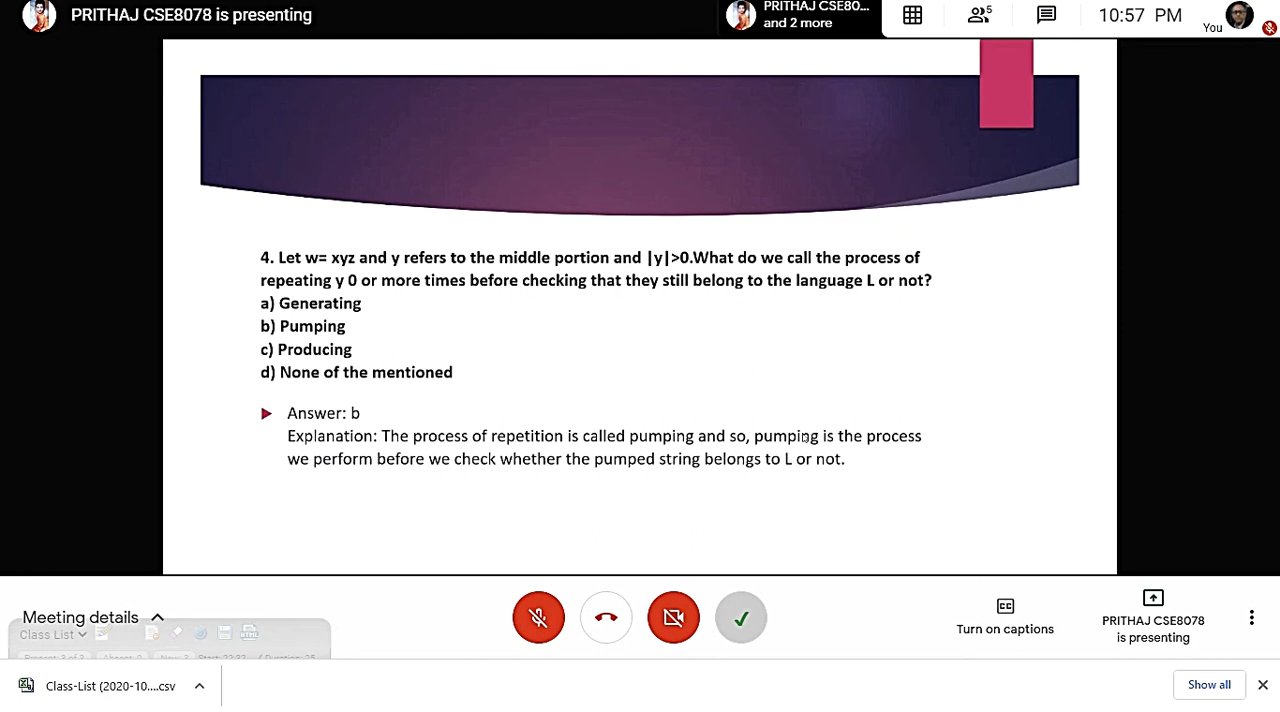 PRITHAJ CSE8078 is presenting
PRITHAJ CSE80...
and 2 more
5
10:57 PM
You
4. Let w= xyz and y refers to the middle portion and |y|>0.What do we call the process of
repeating y 0 or more times before checking that they still belong to the language L or not?
a) Generating
b) Pumping
c) Producing
d) None of the mentioned
Answer: b
Explanation: The process of repetition is called pumping and so, pumping is the process
we perform before we check whether the pumped string belongs to L or not.
Meeting details
Class List
HTML
CC
Turn on captions
PRITHAJ CSE8078
is presenting
Class-List (2020-10....csv
Show all